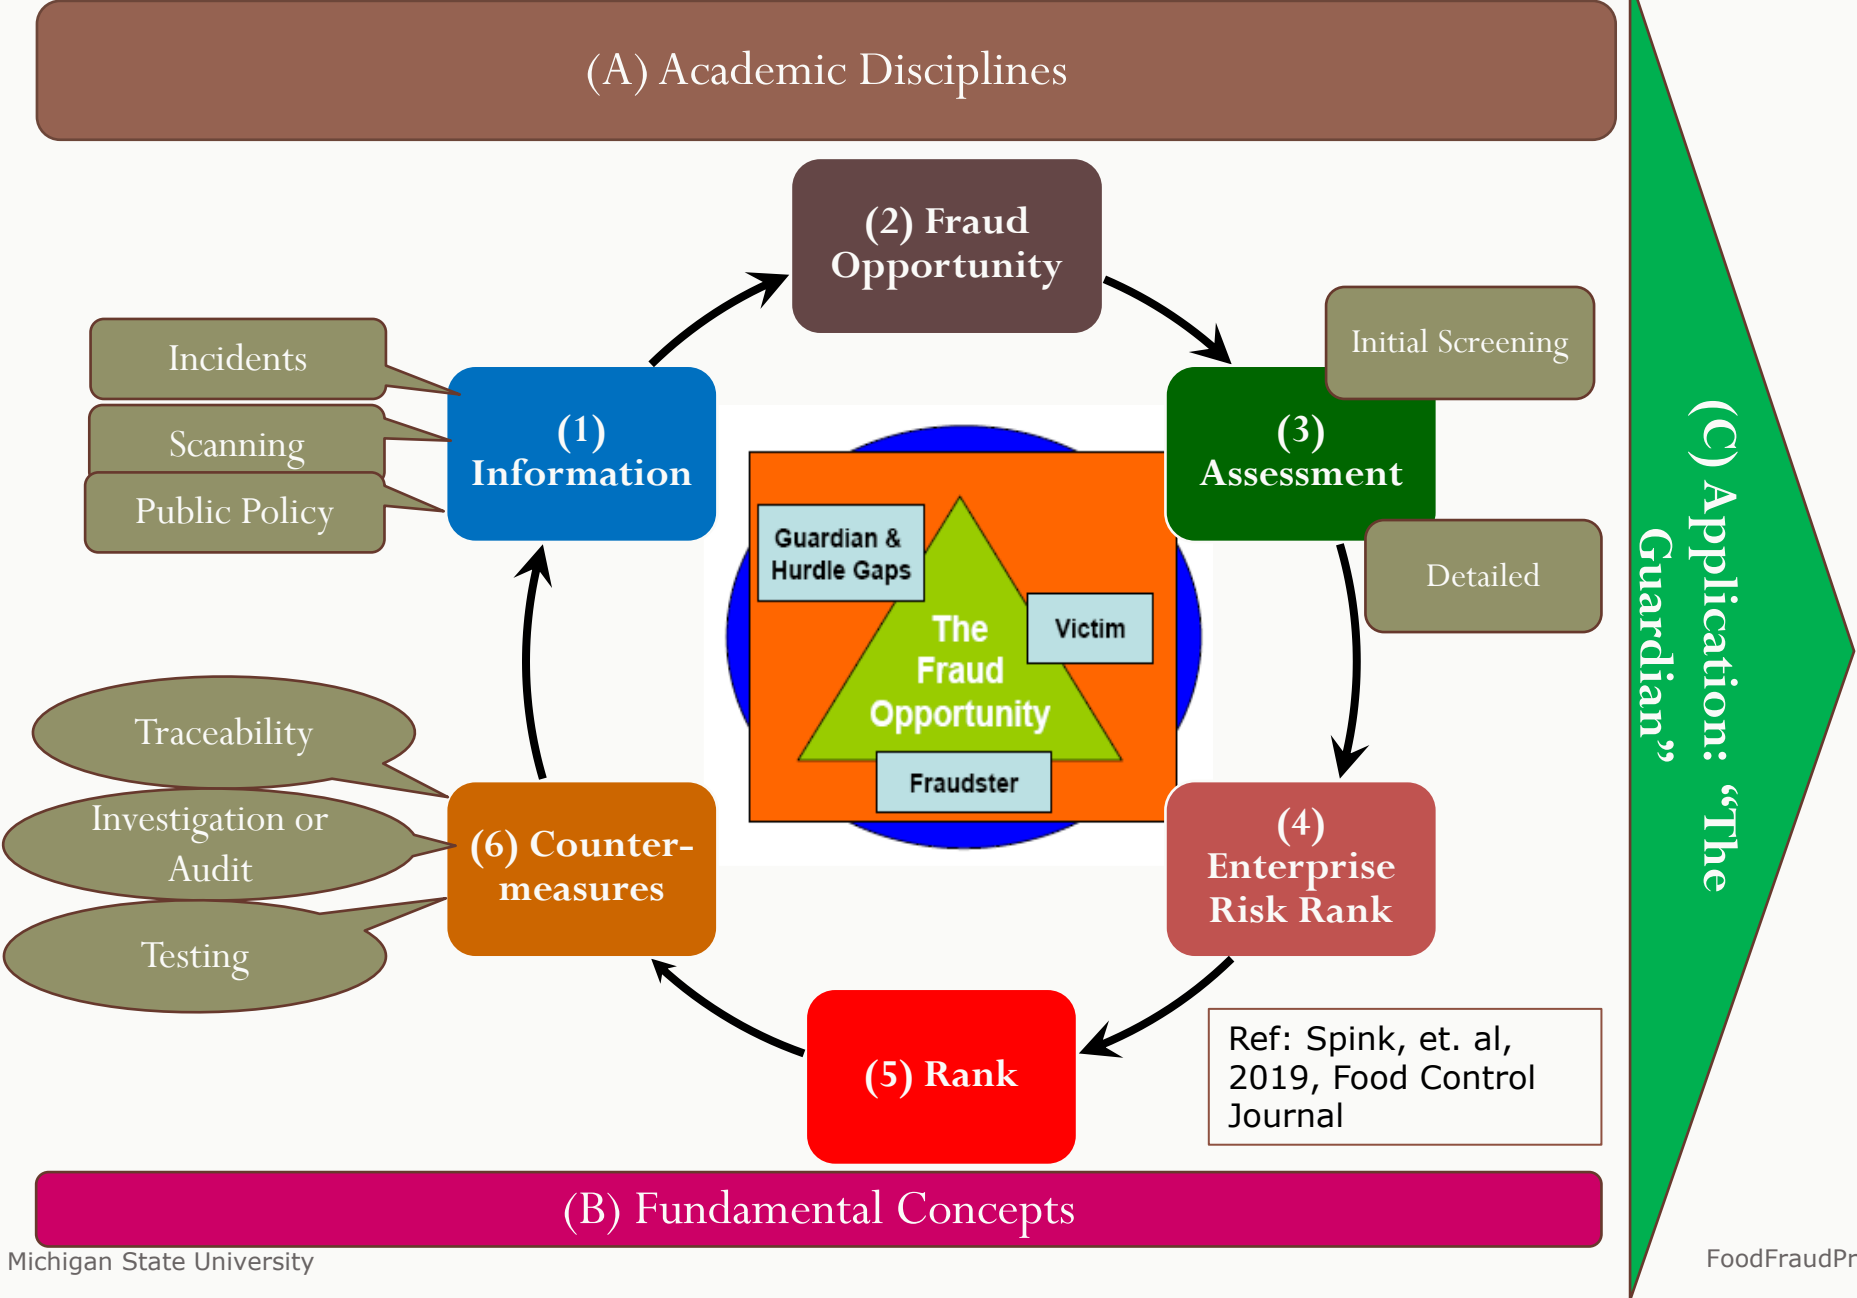 (A) Academic Disciplines
(2) Fraud
Opportunity
Initial Screening
Incidents
Scanning
Public Policy
(1)
Information
(3)
Assessment
Detailed
Guardian &
Hurdle Gaps
Victim
The
Fraud
Opportunity
Fraudster
(C) Application: “The
Guardian”
Traceability
Investigation or
Audit
Testing
(6) Counter-
measures
(4)
Enterprise
Risk Rank
(5) Rank
Ref: Spink, et. al,
2019, Food Control
Journal
(B) Fundamental Concepts
Michigan State University
FoodFraudPr